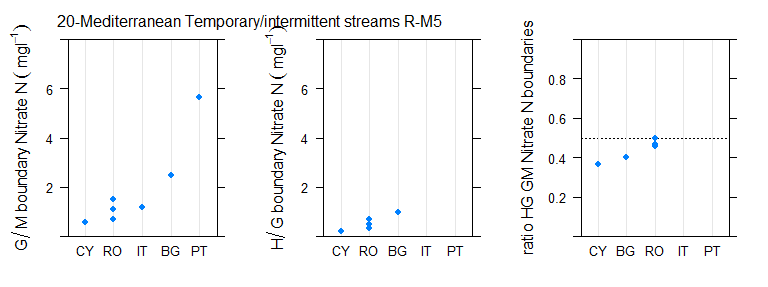 20-Mediterranean Temporary/intermittent streams R-M5
G/M boundary Nitrate N (mgl⁻¹)
6
4
2
CY RO IT BG PT
H/G boundary Nitrate N (mgl⁻¹)
6
4
2
CY RO BG IT PT
ratio HG GM Nitrate N boundaries
0.8
0.6
0.4
0.2
CY BG RO IT PT